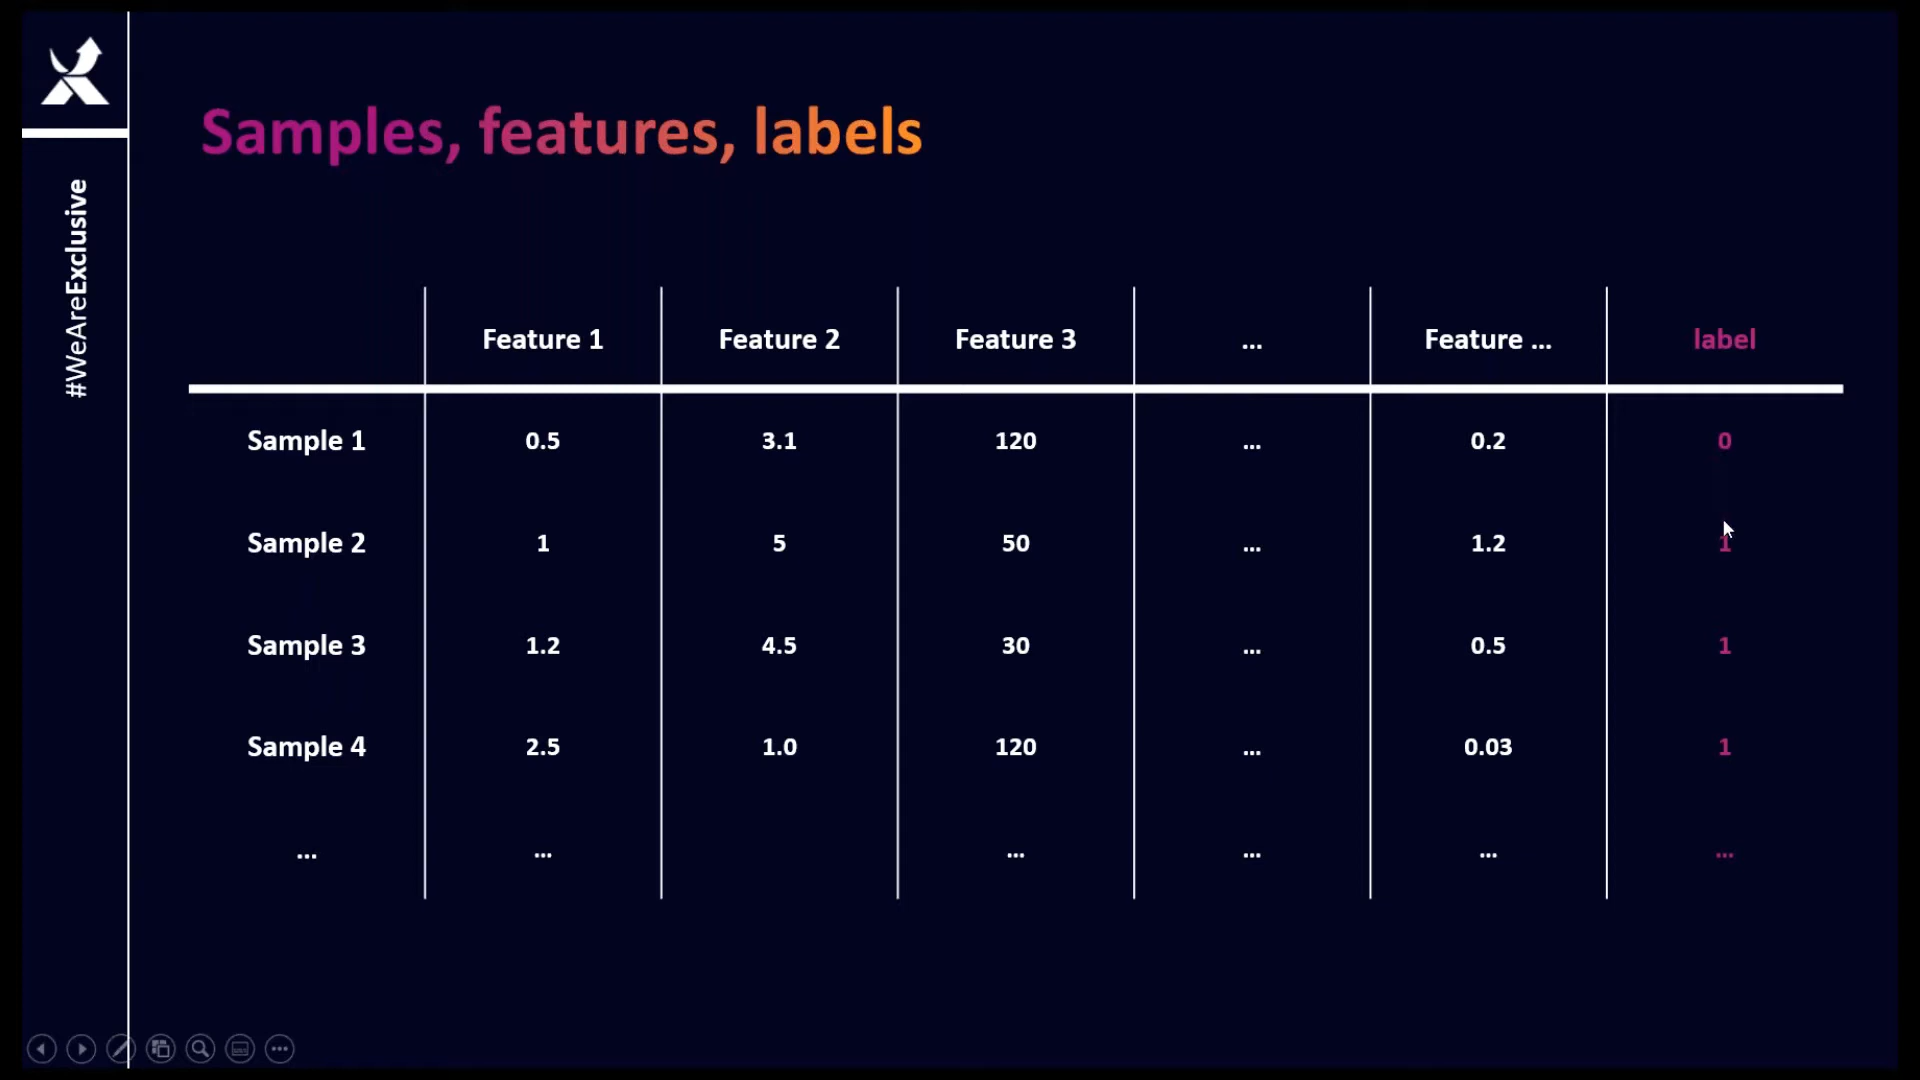 #WeAreExclusive
Samples, features, labels
Feature 1 Feature 2 Feature 3 ... Feature ... label
Sample 1 0.5 3.1 120 ... 0.2 0
Sample 2 1 5 50 ... 1.2 1
Sample 3 1.2 4.5 30 ... 0.5 1
Sample 4 2.5 1.0 120 ... 0.03 1
... ... ... ... ... ...